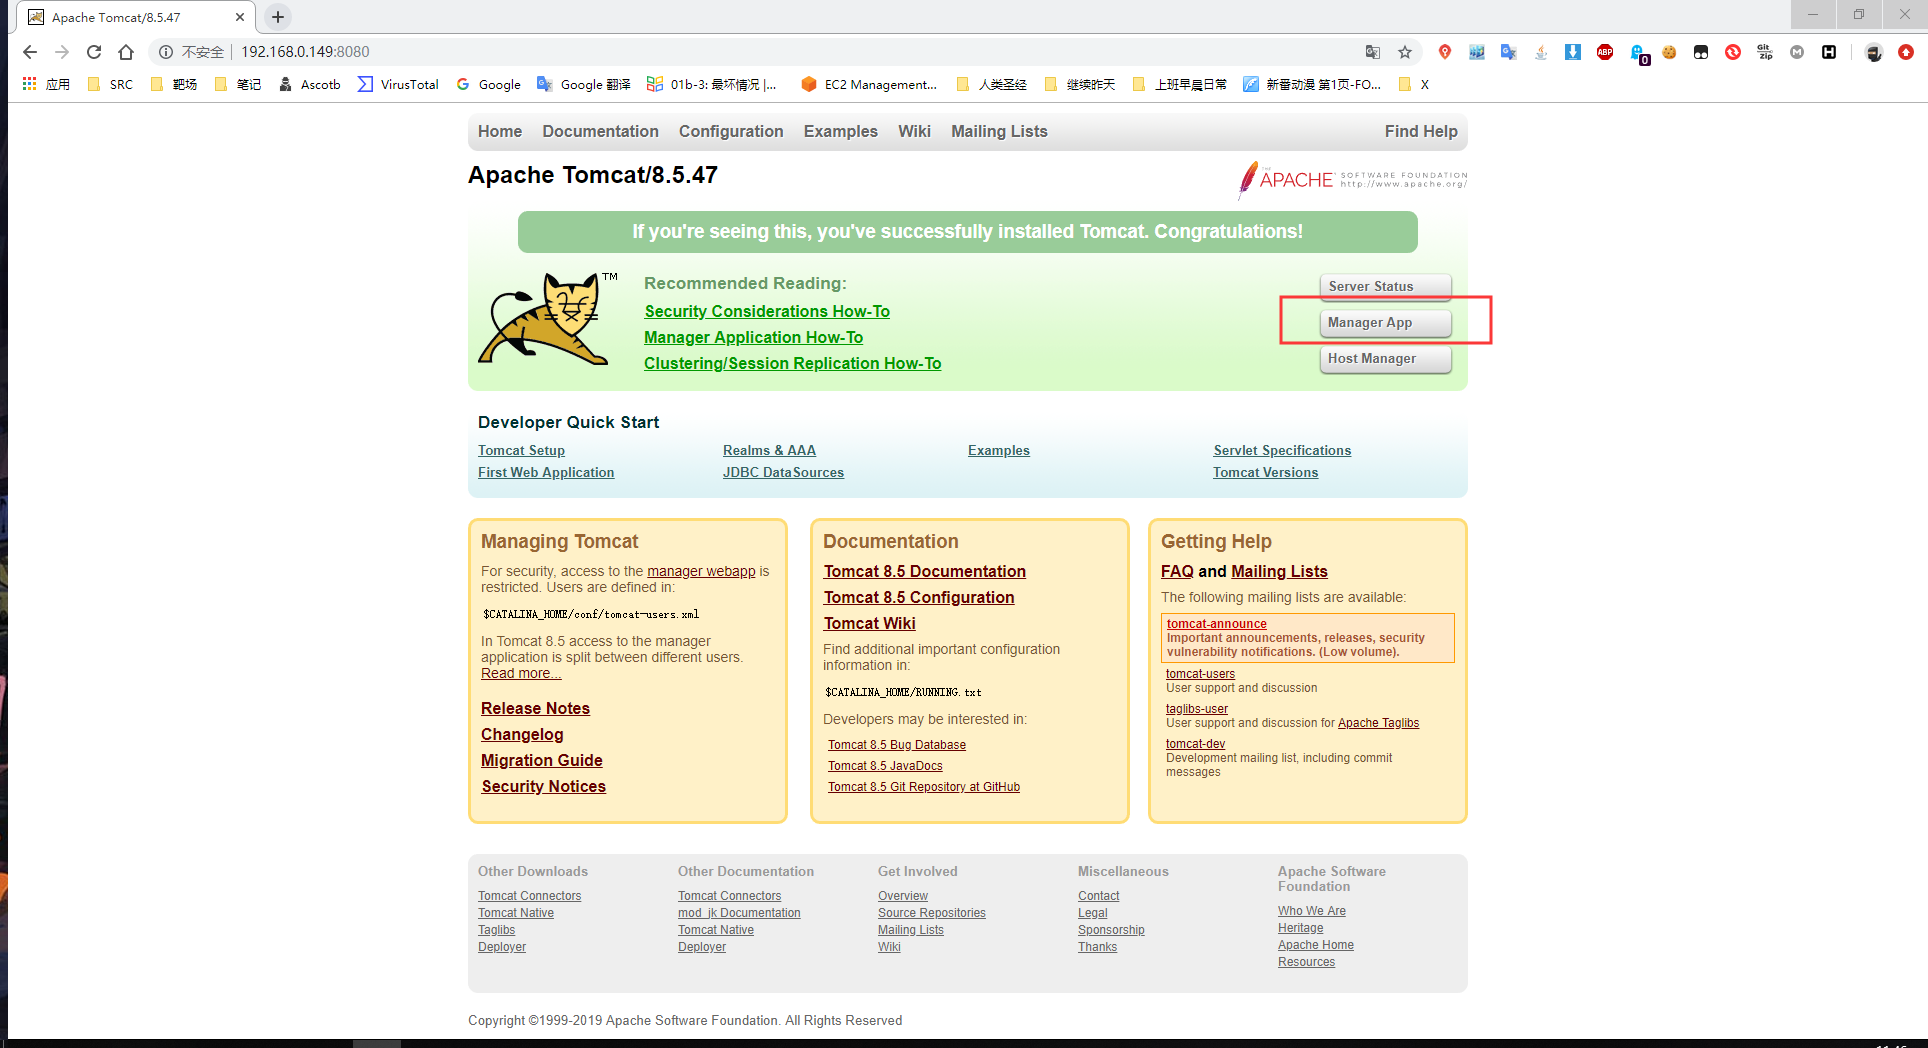 Apache Tomcat/8.5.47
不安全 192.168.0.149:8080
ABP
0
Git zip
M
H
应用 SRC 靶场 笔记 Ascotb VirusTotal Google Google 翻译 01b-3: 最坏情况 |... EC2 Management... 人类圣经 继续昨天 上班早晨日常 新番动漫 第1页-FO... X
Home Documentation Configuration Examples Wiki Mailing Lists Find Help
Apache Tomcat/8.5.47
THE APACHE SOFTWARE FOUNDATION
http://www.apache.org/
If you're seeing this, you've successfully installed Tomcat. Congratulations!
TM
Recommended Reading:
Security Considerations How-To
Manager Application How-To
Clustering/Session Replication How-To
Server Status
Manager App
Host Manager
Developer Quick Start
Tomcat Setup
First Web Application
Realms & AAA
JDBC DataSources
Examples
Servlet Specifications
Tomcat Versions
Managing Tomcat
For security, access to the manager webapp is
restricted. Users are defined in:
$CATALINA_HOME/conf/tomcat-users.xml
In Tomcat 8.5 access to the manager
application is split between different users.
Read more...
Release Notes
Changelog
Migration Guide
Security Notices
Documentation
Tomcat 8.5 Documentation
Tomcat 8.5 Configuration
Tomcat Wiki
Find additional important configuration
information in:
$CATALINA_HOME/RUNNING.txt
Developers may be interested in:
Tomcat 8.5 Bug Database
Tomcat 8.5 JavaDocs
Tomcat 8.5 Git Repository at GitHub
Getting Help
FAQ and Mailing Lists
The following mailing lists are available:
tomcat-announce
Important announcements, releases, security
vulnerability notifications. (Low volume).
tomcat-users
User support and discussion
taglibs-user
User support and discussion for Apache Taglibs
tomcat-dev
Development mailing list, including commit
messages
Other Downloads
Tomcat Connectors
Tomcat Native
Taglibs
Deployer
Other Documentation
Tomcat Connectors
mod_jk Documentation
Tomcat Native
Deployer
Get Involved
Overview
Source Repositories
Mailing Lists
Wiki
Miscellaneous
Contact
Legal
Sponsorship
Thanks
Apache Software
Foundation
Who We Are
Heritage
Apache Home
Resources
Copyright ©1999-2019 Apache Software Foundation. All Rights Reserved